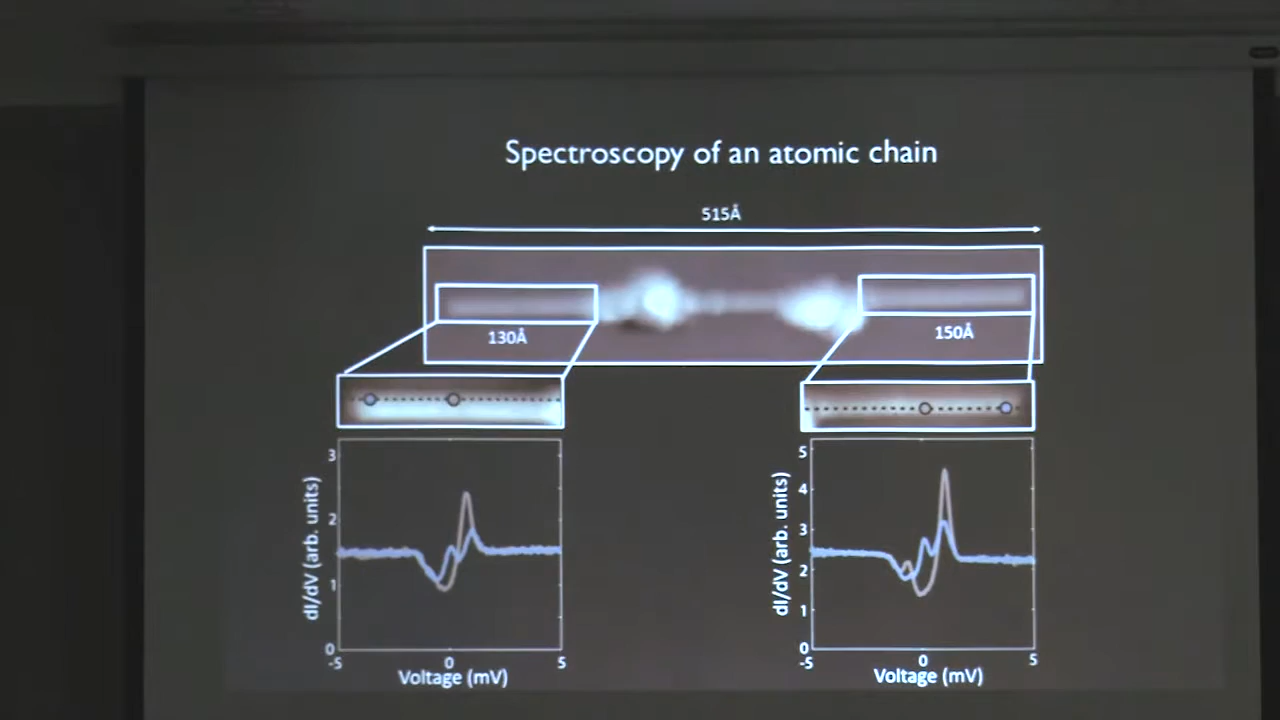 Spectroscopy of an atomic chain
515Å
130Å
150Å
3
2
1
0
-5
0
5
dI/dV (arb. units)
Voltage (mV)
5
4
3
2
1
0
-5
0
5
dI/dV (arb. units)
Voltage (mV)